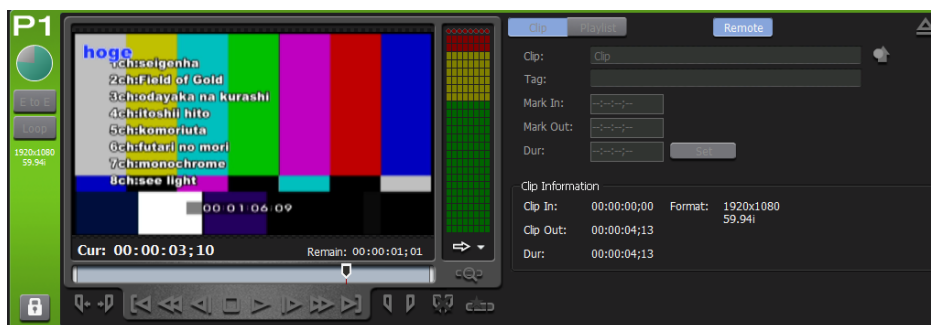 P1
E to E
Loop
1920x1080
59.94i
hoge
1ch:seigenha
2ch:Field of Gold
3ch:odayaka na kurashi
4ch:itoshii hito
5ch:komoriuta
6ch:futari no mori
7ch:monochrome
8ch:see light
00:01:06:09
Cur: 00:00:03;10
Remain: 00:00:01;01
Clip
Playlist
Remote
Clip:
Clip
Tag:
Mark In:
--:--:--;--
Mark Out:
--:--:--;--
Dur:
--:--:--;--
Set
Clip Information
Clip In: 00:00:00;00 Format: 1920x1080
59.94i
Clip Out: 00:00:04;13
Dur: 00:00:04;13